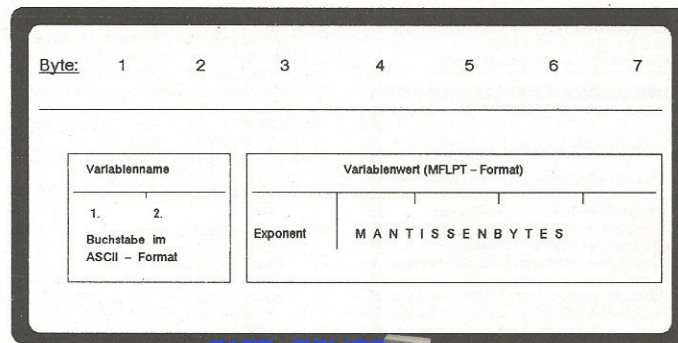 Byte: 1 2 3 4 5 6 7
Variablenname
1. 2.
Buchstabe im
ASCII – Format
Variablenwert (MFLPT – Format)
Exponent MANTISSENBYTES